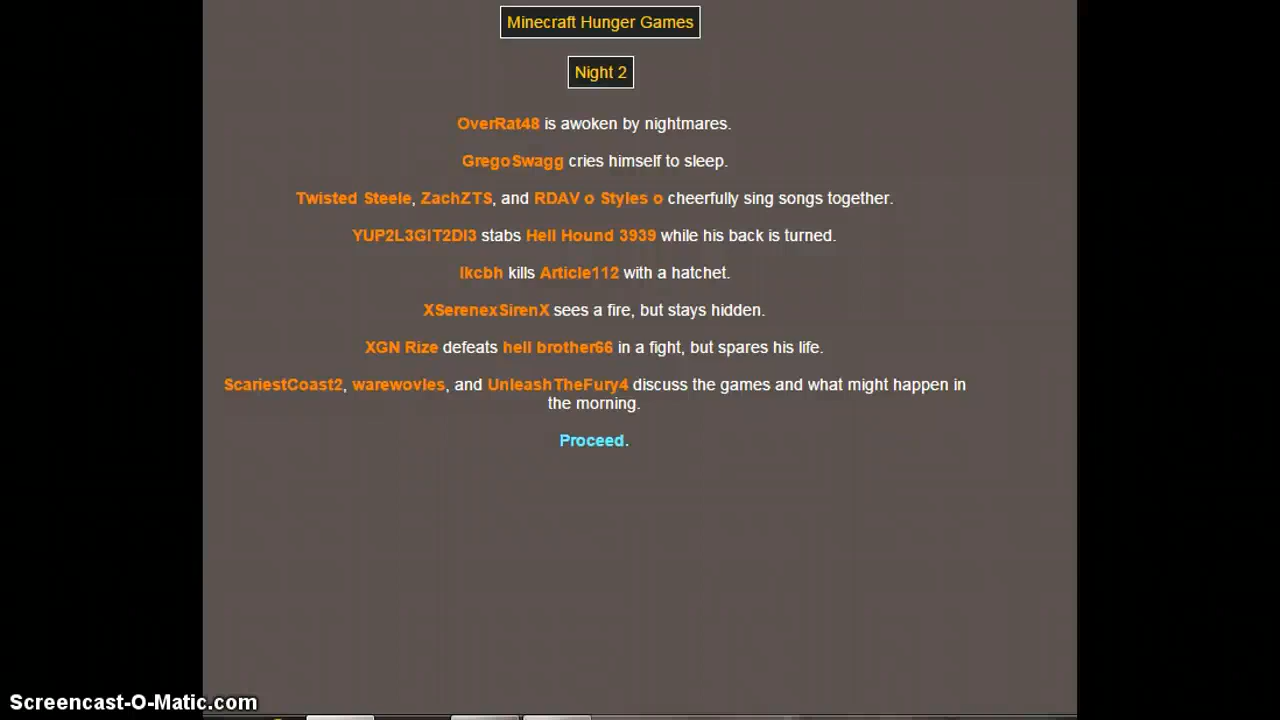 Minecraft Hunger Games
Night 2
OverRat48 is awoken by nightmares.
GregoSwagg cries himself to sleep.
Twisted Steele, ZachZTS, and RDAV o Styles o cheerfully sing songs together.
YUP2L3GIT2DI3 stabs Hell Hound 3939 while his back is turned.
Ikcbh kills Article112 with a hatchet.
XSerenexSirenX sees a fire, but stays hidden.
XGN Rize defeats hell brother66 in a fight, but spares his life.
ScariestCoast2, warewovles, and UnleashTheFury4 discuss the games and what might happen in
the morning.
Proceed.
Screencast-O-Matic.com